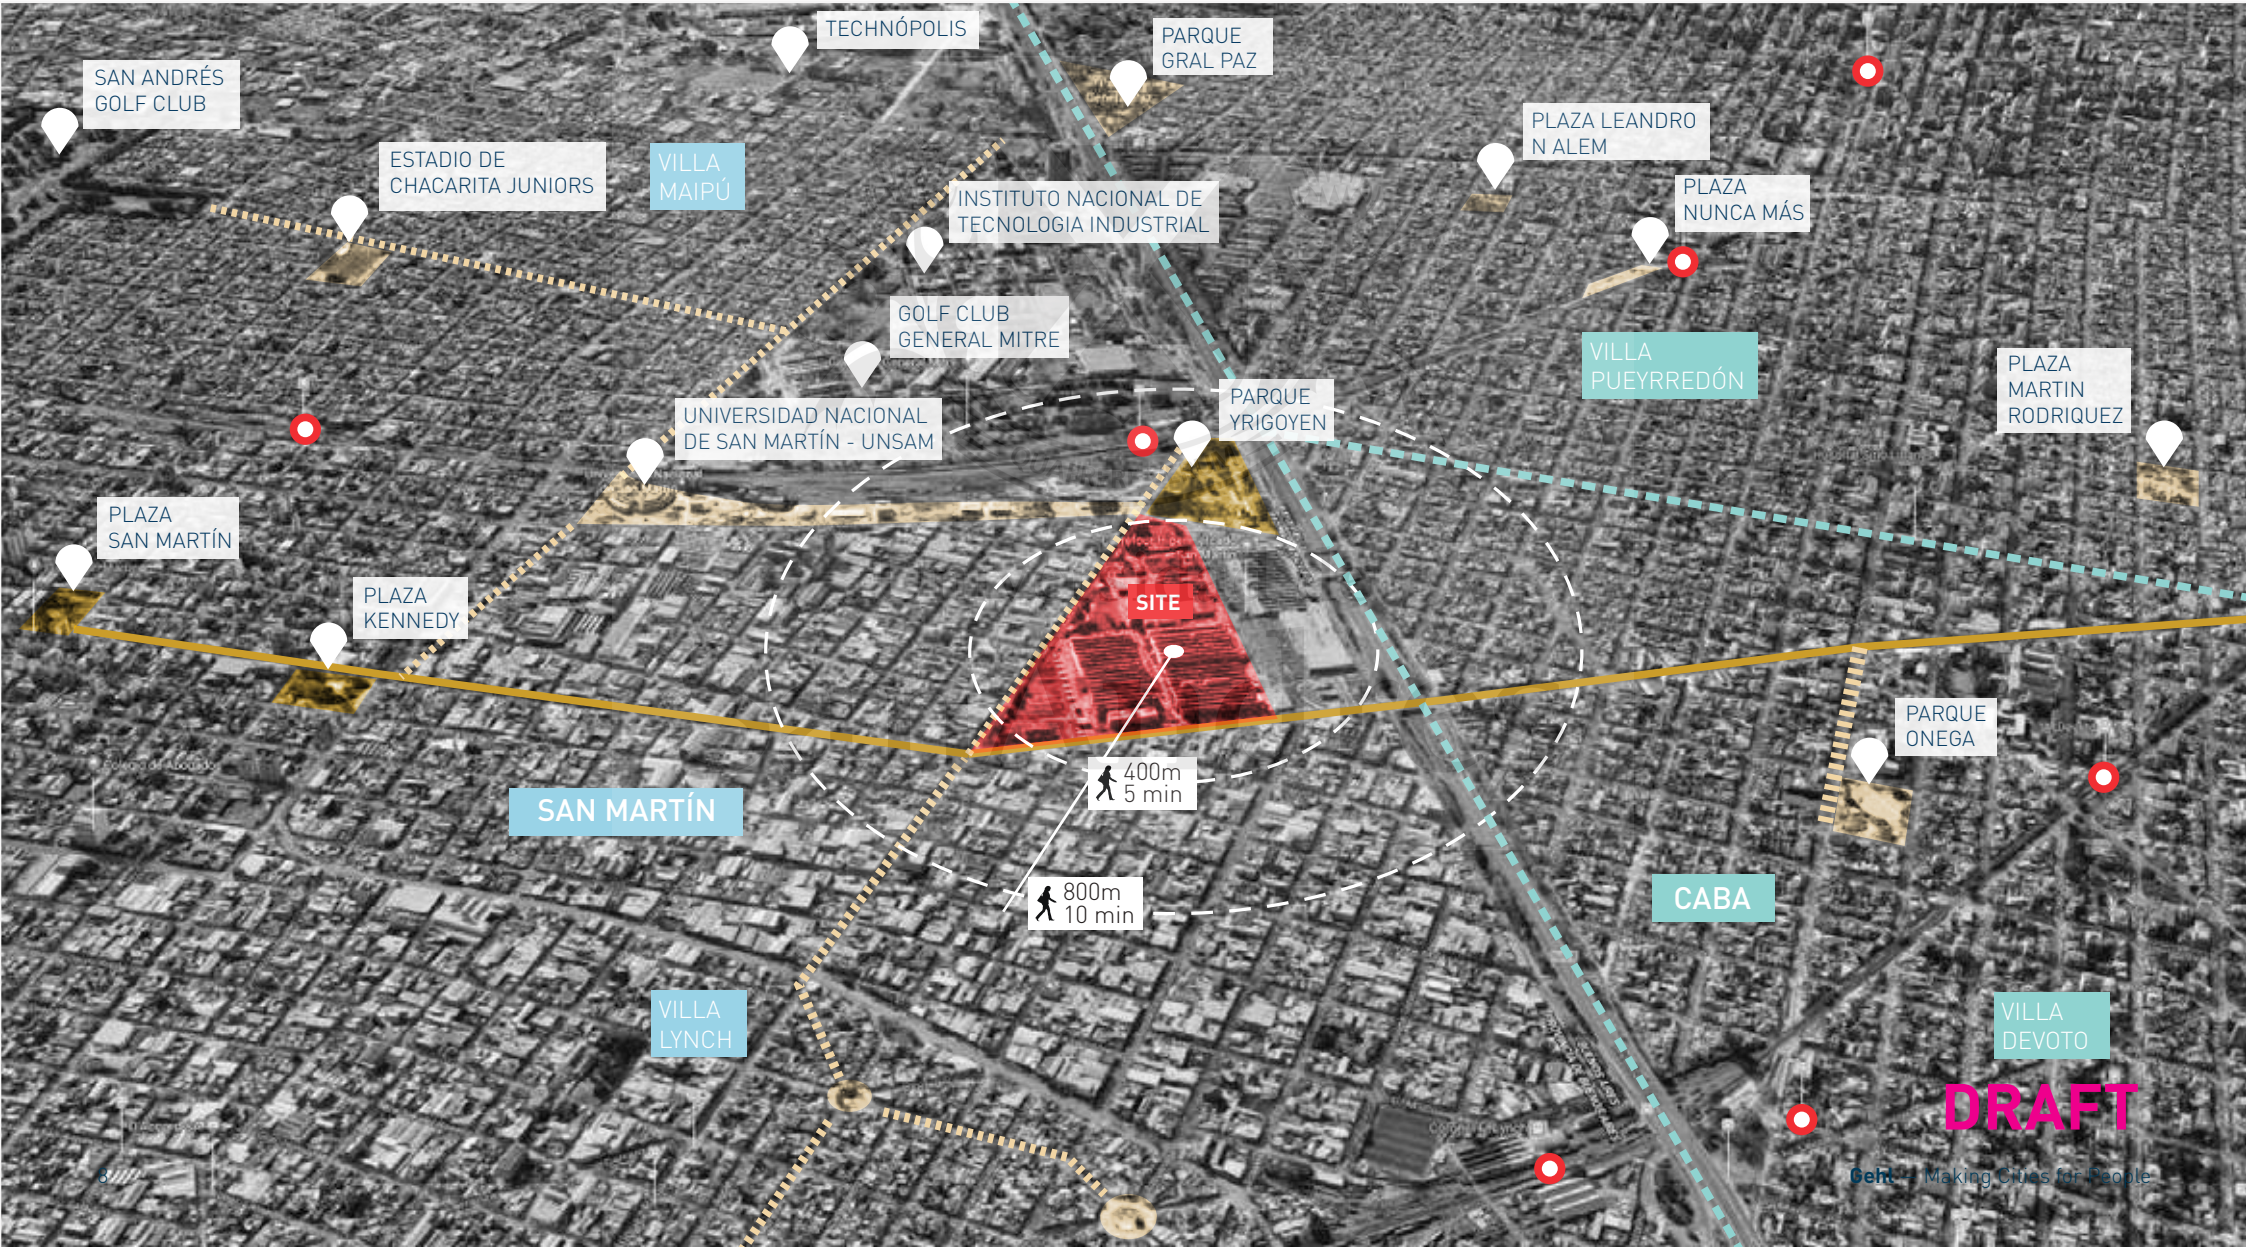 TECHNÓPOLIS
PARQUE
GRAL PAZ
SAN ANDRÉS
GOLF CLUB
ESTADIO DE
CHACARITA JUNIORS
VILLA
MAIPÚ
PLAZA LEANDRO
N ALEM
PLAZA
NUNCA MÁS
INSTITUTO NACIONAL DE
TECNOLOGIA INDUSTRIAL
GOLF CLUB
GENERAL MITRE
VILLA
PUEYRREDÓN
PLAZA
MARTIN
RODRIQUEZ
PARQUE
YRIGOYEN
UNIVERSIDAD NACIONAL
DE SAN MARTÍN - UNSAM
PLAZA
SAN MARTÍN
PLAZA
KENNEDY
SITE
PARQUE
ONEGA
400m
5 min
SAN MARTÍN
800m
10 min
CABA
VILLA
LYNCH
VILLA
DEVOTO
DRAFT
8
Gehl Making Cities for People